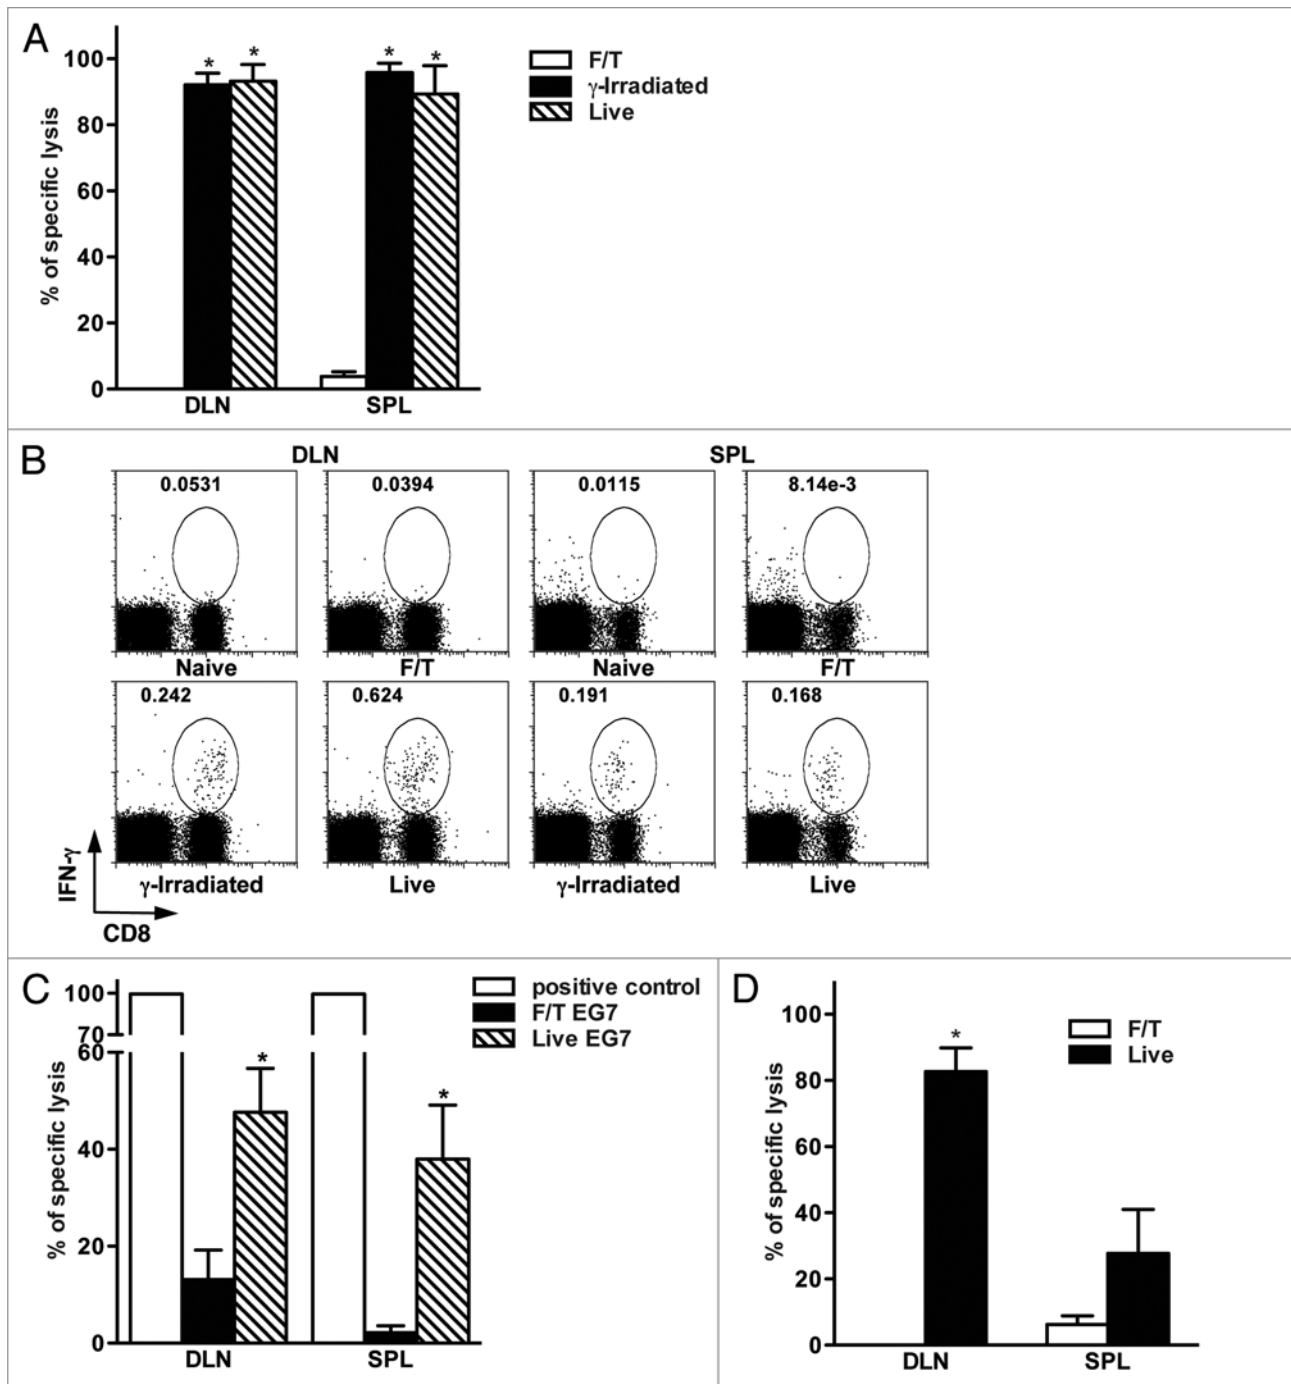 A
% of specific lysis
100
80
60
40
20
0
* * * *
DLN SPL
F/T
γ-Irradiated
Live
B
DLN SPL
0.0531 0.0394 0.0115 8.14e-3
Naive F/T Naive F/T
0.242 0.624 0.191 0.168
γ-Irradiated Live γ-Irradiated Live
IFN-γ
CD8
C
% of specific lysis
100
70
60
40
20
0
* *
DLN SPL
positive control
F/T EG7
Live EG7
D
% of specific lysis
100
80
60
40
20
0
*
DLN SPL
F/T
Live